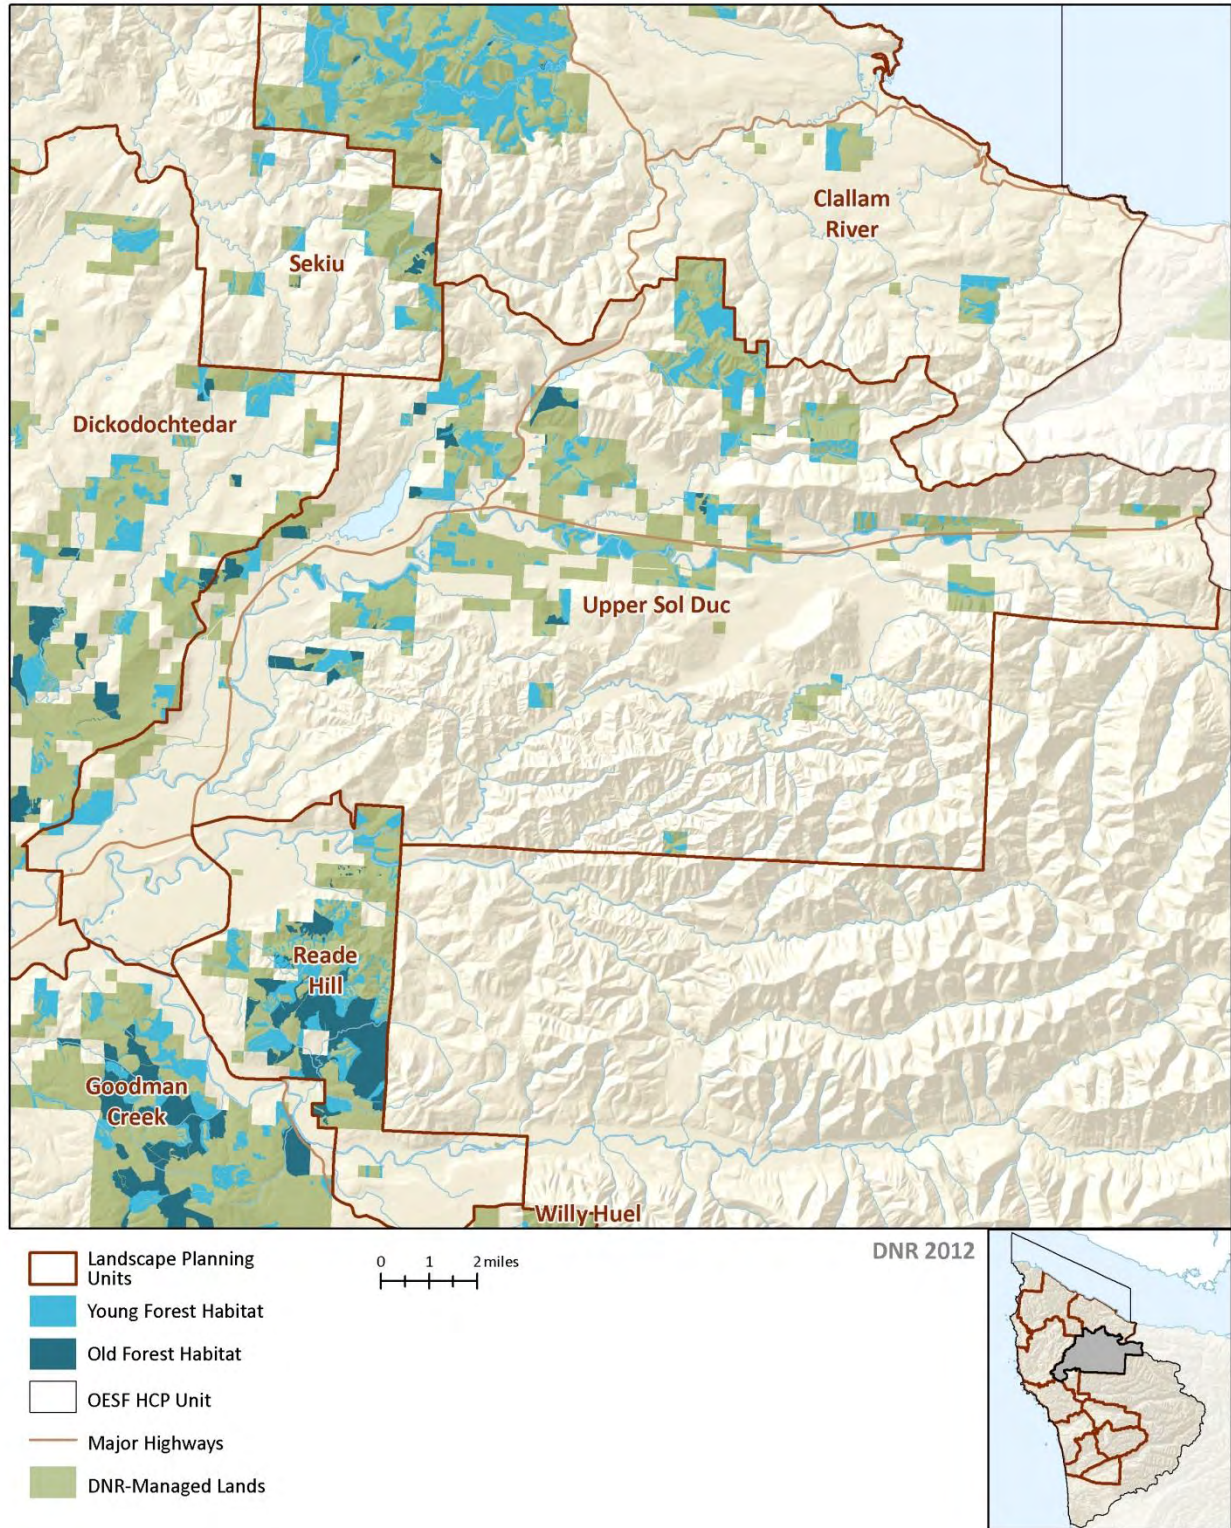 Clallam
River
Sekiu
Dickodochtedar
Upper Sol Duc
Reade
Hill
Goodman
Creek
Willy Huel
DNR 2012
Landscape Planning
Units
0 1 2 miles
Young Forest Habitat
Old Forest Habitat
OESF HCP Unit
Major Highways
DNR-Managed Lands